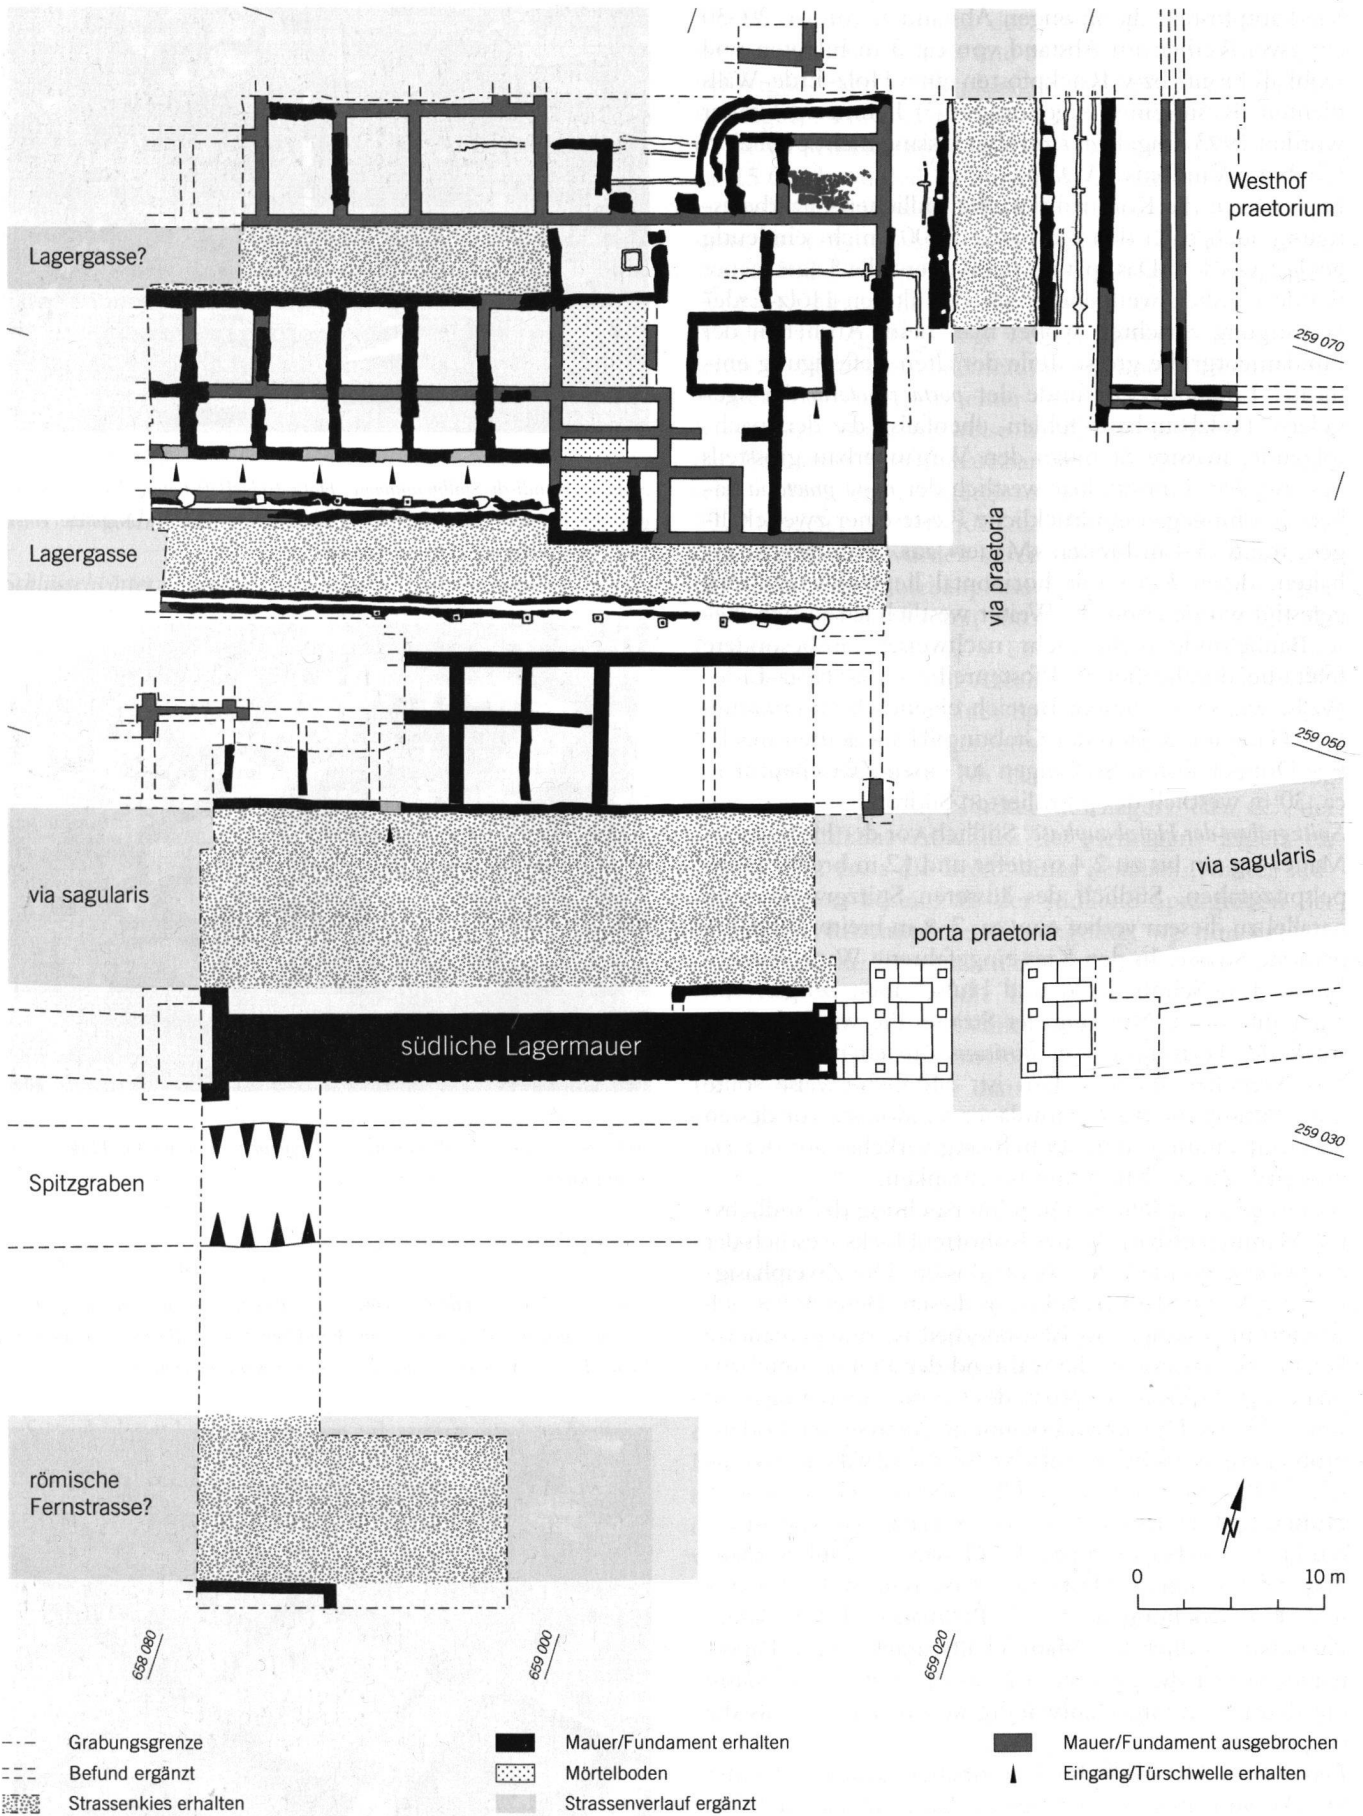 Westhof
praetorium
Lagergasse?
259 070
Lagergasse
via praetoria
259 050
via sagularis
via sagularis
porta praetoria
südliche Lagermauer
259 030
Spitzgraben
römische
Fernstrasse?
N
0 10 m
658 080
659 000
659 020
Grabungsgrenze
Mauer/Fundament erhalten
Mauer/Fundament ausgebrochen
Befund ergänzt
Mörtelboden
Eingang/Türschwelle erhalten
Strassenkies erhalten
Strassenverlauf ergänzt